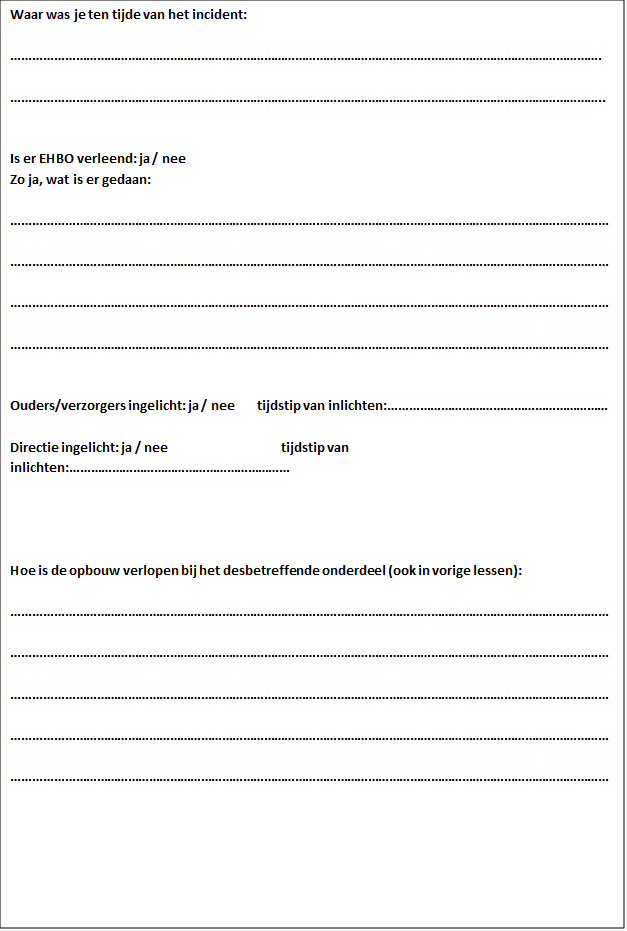 Waar was je ten tijde van het incident:
……………………………………………………………………………………………………………………………………………….
………………………………………………………………………………………………………………………………………………..
Is er EHBO verleend: ja / nee
Zo ja, wat is er gedaan:
…………………………………………………………………………………………………………………………………………………
…………………………………………………………………………………………………………………………………………………
…………………………………………………………………………………………………………………………………………………
…………………………………………………………………………………………………………………………………………………
Ouders/verzorgers ingelicht: ja / nee tijdstip van inlichten:……………………………………………………
Directie ingelicht: ja / nee tijdstip van
inlichten:……………………………………………………
Hoe is de opbouw verlopen bij het desbetreffende onderdeel (ook in vorige lessen):
…………………………………………………………………………………………………………………………………………………
…………………………………………………………………………………………………………………………………………………
…………………………………………………………………………………………………………………………………………………
…………………………………………………………………………………………………………………………………………………
…………………………………………………………………………………………………………………………………………………